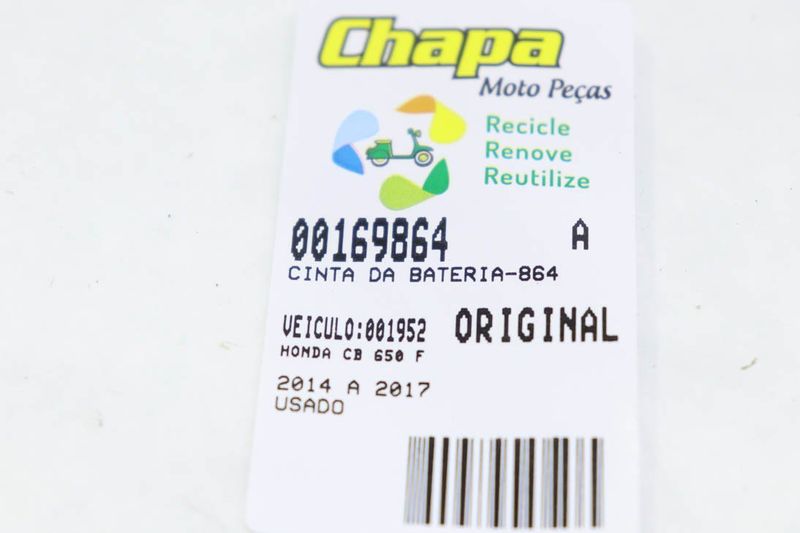 Chapa
Moto Peças
Recicle
Renove
Reutilize
00169864 A
CINTA DA BATERIA-864
VEICULO:001952 ORIGINAL
HONDA CB 650 F
2014 A 2017
USADO